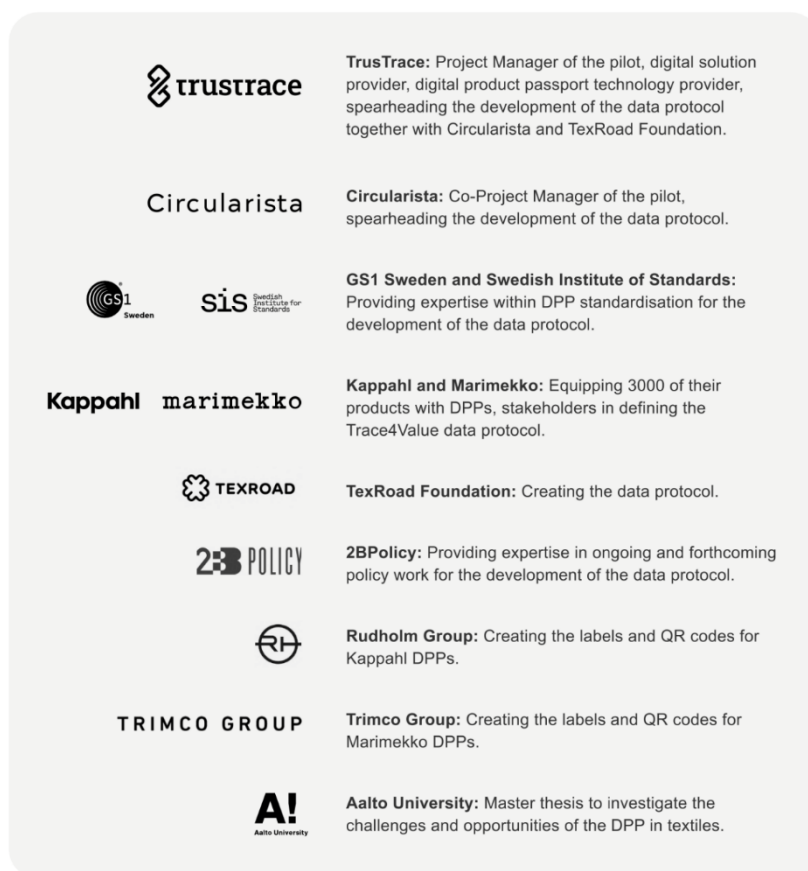 trustrace
TrusTrace: Project Manager of the pilot, digital solution
provider, digital product passport technology provider,
spearheading the development of the data protocol
together with Circularista and TexRoad Foundation.
Circularista
Circularista: Co-Project Manager of the pilot,
spearheading the development of the data protocol.
GS1
Sweden
sis
Swedish
Institute for
Standards
GS1 Sweden and Swedish Institute of Standards:
Providing expertise within DPP standardisation for the
development of the data protocol.
Kappahl
marimekko
Kappahl and Marimekko: Equipping 3000 of their
products with DPPs, stakeholders in defining the
Trace4Value data protocol.
TEXROAD
TexRoad Foundation: Creating the data protocol.
2B POLICY
2BPolicy: Providing expertise in ongoing and forthcoming
policy work for the development of the data protocol.
RH
Rudholm Group: Creating the labels and QR codes for
Kappahl DPPs.
TRIMCO GROUP
Trimco Group: Creating the labels and QR codes for
Marimekko DPPs.
A!
Aalto University
Aalto University: Master thesis to investigate the
challenges and opportunities of the DPP in textiles.